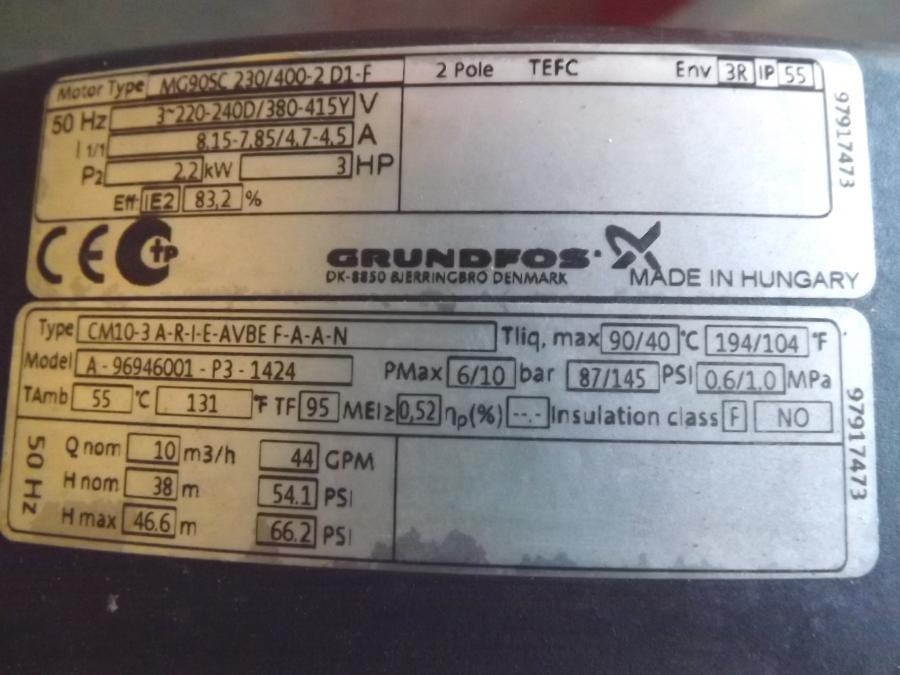 Motor Type MG90SC 230/400-2 D1-F 2 Pole TEFC Env 3R IP 55
50 Hz 3~220-240D/380-415Y V
I 1/1 8,15-7,85/4,7-4,5 A
P2 2,2 kW 3 HP
Eff: IE2 83,2 %
97917473
CE C tp
GRUNDFOS
DK-8850 BJERRINGBRO DENMARK MADE IN HUNGARY
Type CM10-3 A-R-I-E-AVBE F-A-A-N Tliq, max 90/40 °C 194/104 °F
Model A - 96946001 - P3 - 1424 PMax 6/10 bar 87/145 PSI 0.6/1.0 MPa
TAmb 55 °C 131 °F TF 95 MEI≥ 0,52 ηp(%) --.- Insulation class F NO
50 Hz
Q nom 10 m3/h 44 GPM
H nom 38 m 54.1 PSI
H max 46.6 m 66.2 PSI
97917473